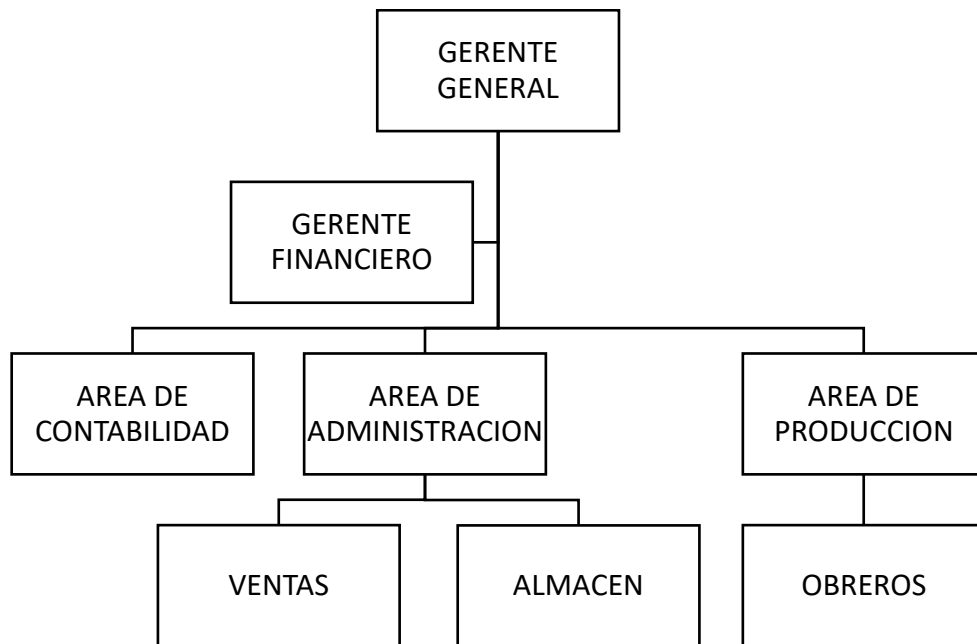 GERENTE
GENERAL
GERENTE
FINANCIERO
AREA DE
CONTABILIDAD
AREA DE
ADMINISTRACION
AREA DE
PRODUCCION
VENTAS
ALMACEN
OBREROS